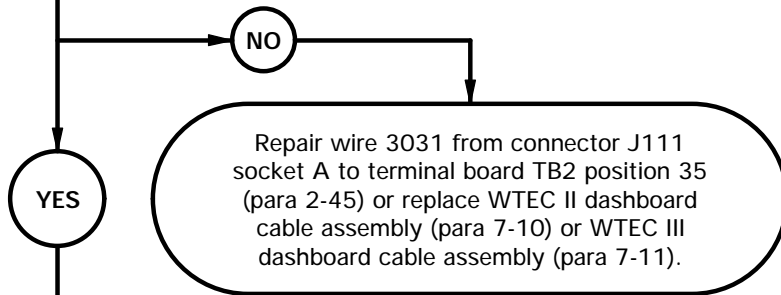 NO
YES
Repair wire 3031 from connector J111
socket A to terminal board TB2 position 35
(para 2-45) or replace WTEC II dashboard
cable assembly (para 7-10) or WTEC III
dashboard cable assembly (para 7-11).